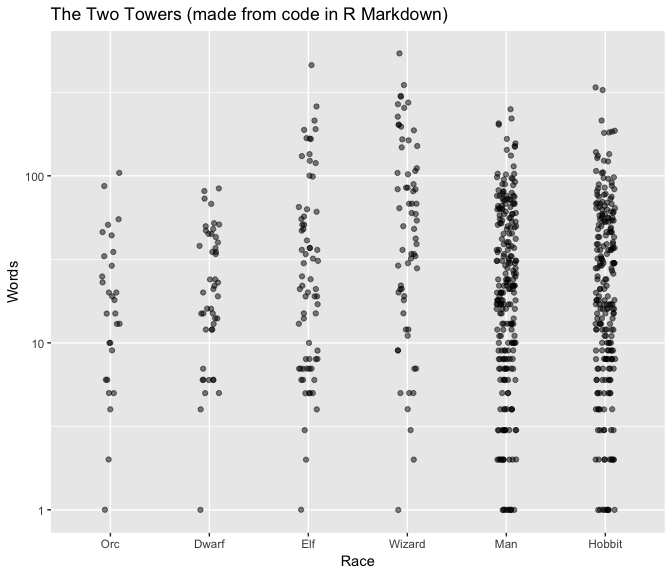 The Two Towers (made from code in R Markdown)
100
10
1
Words
Orc Dwarf Elf Wizard Man Hobbit
Race